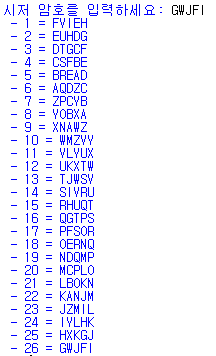 시저 암호를 입력하세요: GWJFI
- 1 = FVIEH
- 2 = EUHDG
- 3 = DTGCF
- 4 = CSFBE
- 5 = BREAD
- 6 = AQDZC
- 7 = ZPCYB
- 8 = YOBXA
- 9 = XNAWZ
- 10 = WMZVY
- 11 = VLYUX
- 12 = UKXTW
- 13 = TJWSV
- 14 = SIVRU
- 15 = RHUQT
- 16 = QGTPS
- 17 = PFSOR
- 18 = OERNQ
- 19 = NDQMP
- 20 = MCPLO
- 21 = LBOKN
- 22 = KANJM
- 23 = JZMIL
- 24 = IYLHK
- 25 = HXKGJ
- 26 = GWJFI